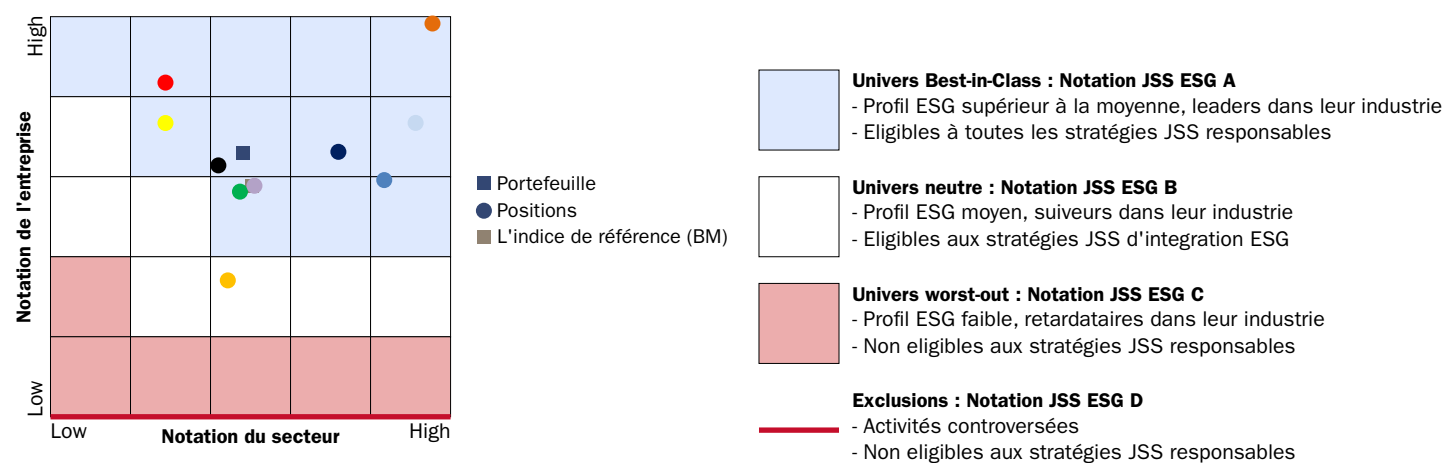 High
Notation de l'entreprise
Low
Low
Notation du secteur
High
Portefeuille
Positions
L'indice de référence (BM)
Univers Best-in-Class : Notation JSS ESG A
- Profil ESG supérieur à la moyenne, leaders dans leur industrie
- Eligibles à toutes les stratégies JSS responsables
Univers neutre : Notation JSS ESG B
- Profil ESG moyen, suiveurs dans leur industrie
- Eligibles aux stratégies JSS d'integration ESG
Univers worst-out : Notation JSS ESG C
- Profil ESG faible, retardataires dans leur industrie
- Non eligibles aux stratégies JSS responsables
Exclusions : Notation JSS ESG D
- Activités controversées
- Non eligibles aux stratégies JSS responsables